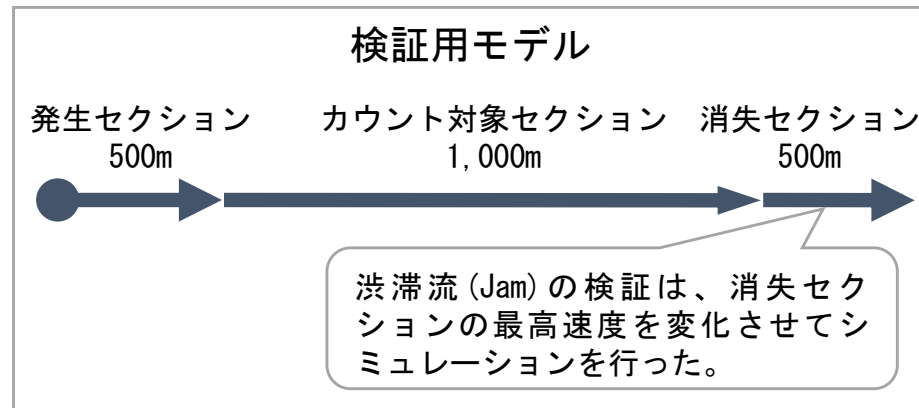 検証用モデル
発生セクション
500m
カウント対象セクション
1,000m
消失セクション
500m
渋滞流(Jam)の検証は、消失セク
ションの最高速度を変化させてシ
ミュレーションを行った。